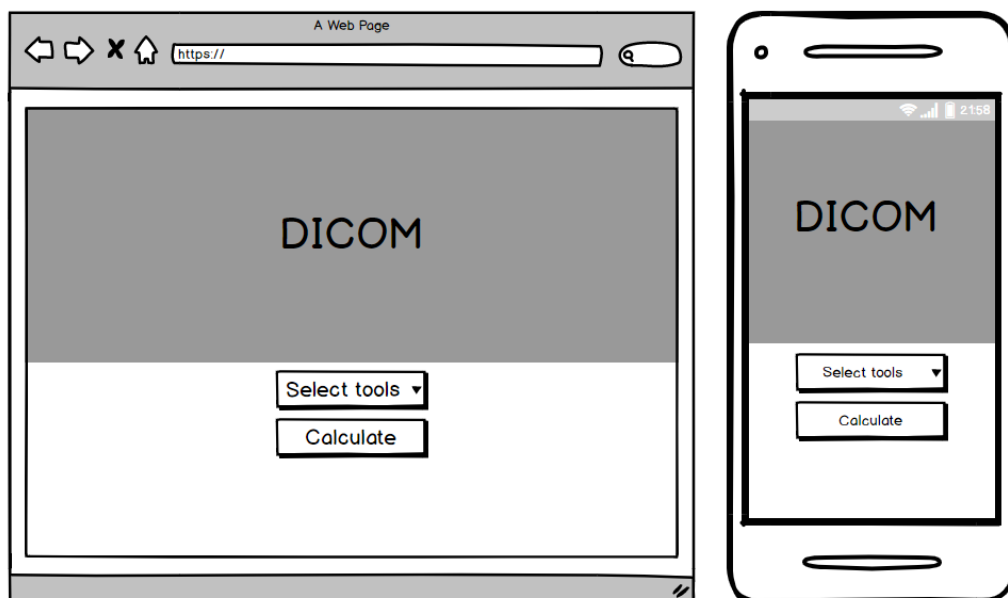 A Web Page
https://
DICOM
Select tools
Calculate
21:58
DICOM
Select tools
Calculate